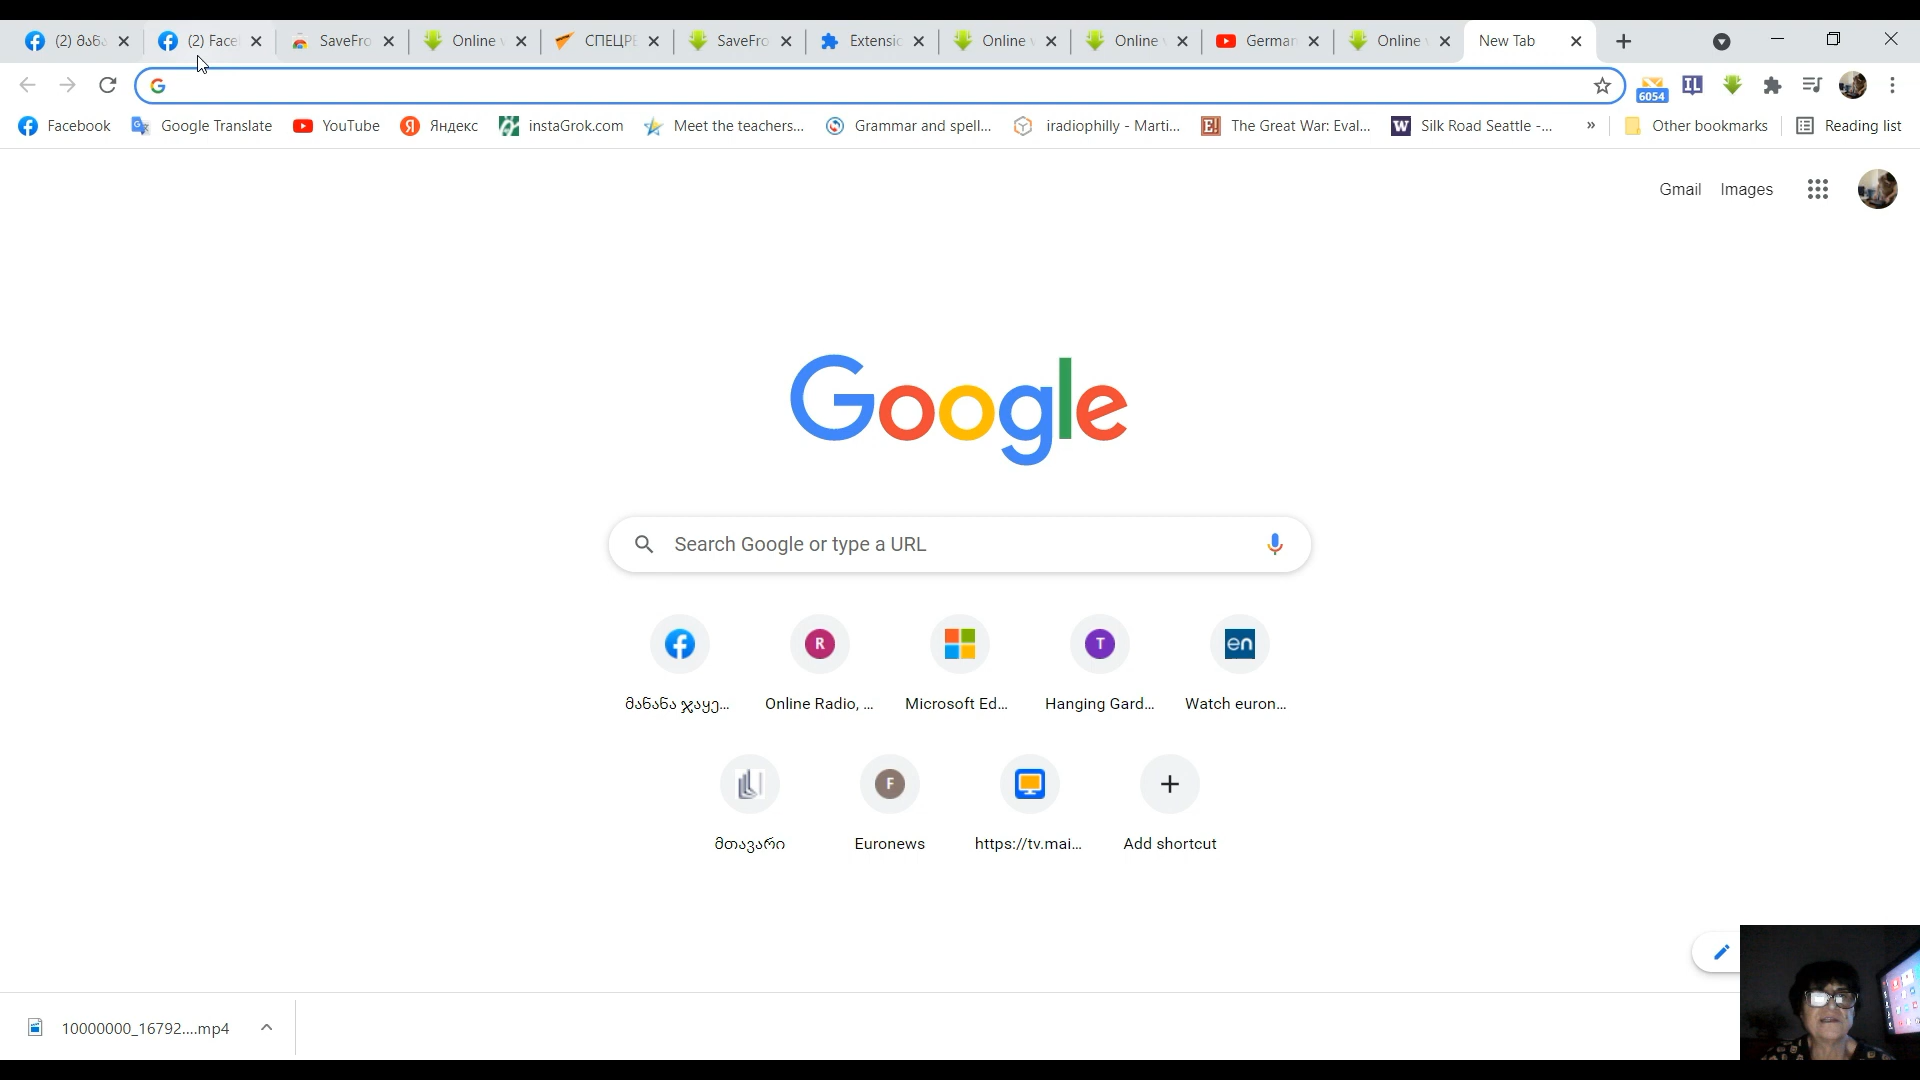 (2) მანა (2) Face SaveFro Online v СПЕЦРЕ SaveFro Extensio Online v Online v German Online v New Tab
6054
Facebook Google Translate YouTube Яндекс instaGrok.com Meet the teachers... Grammar and spell... iradiophilly - Marti... The Great War: Eval... Silk Road Seattle -... » Other bookmarks Reading list
Gmail Images
Google
Search Google or type a URL
მანანა ჯაყე... Online Radio, ... Microsoft Ed... Hanging Gard... Watch euron...
მთავარი Euronews https://tv.mai... Add shortcut
10000000_16792....mp4